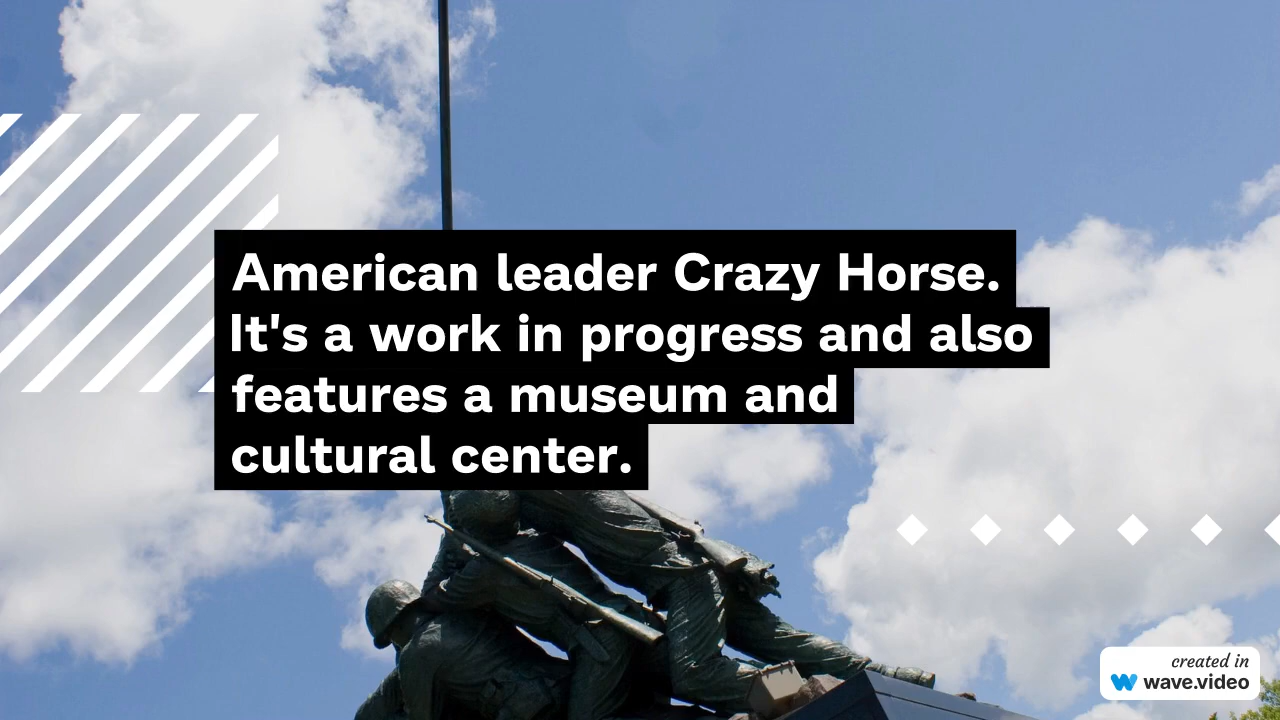 American leader Crazy Horse.
It's a work in progress and also
features a museum and
cultural center.
created in
wave.video